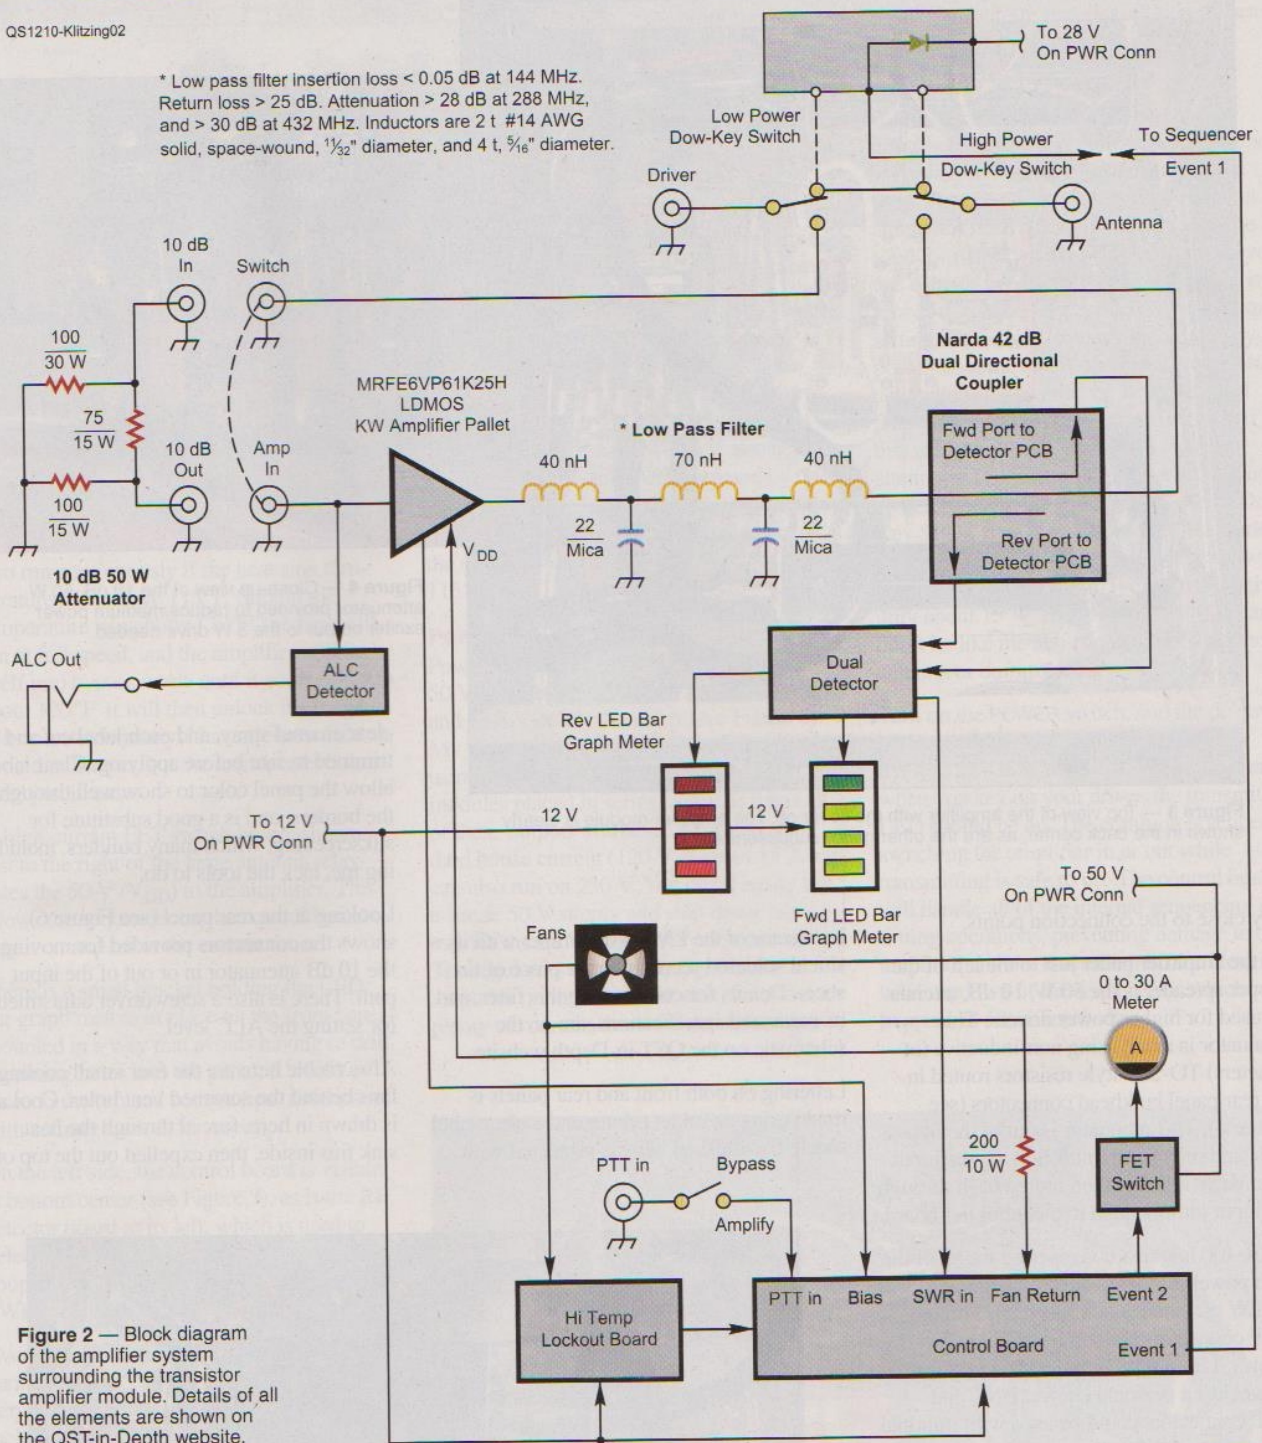 QS1210-Klitzing02
* Low pass filter insertion loss < 0.05 dB at 144 MHz.
Return loss > 25 dB. Attenuation > 28 dB at 288 MHz,
and > 30 dB at 432 MHz. Inductors are 2 t #14 AWG
solid, space-wound, 11⁄32" diameter, and 4 t, 5⁄16" diameter.
To 28 V
On PWR Conn
Low Power
Dow-Key Switch
High Power
Dow-Key Switch
To Sequencer
Event 1
Driver
Antenna
10 dB
In
Switch
100
30 W
75
15 W
100
15 W
10 dB
Out
Amp
In
10 dB 50 W
Attenuator
MRFE6VP61K25H
LDMOS
KW Amplifier Pallet
VDD
* Low Pass Filter
40 nH
70 nH
40 nH
22
Mica
22
Mica
Narda 42 dB
Dual Directional
Coupler
Fwd Port to
Detector PCB
Rev Port to
Detector PCB
ALC Out
ALC
Detector
Dual
Detector
Rev LED Bar
Graph Meter
To 12 V
On PWR Conn
12 V
12 V
Fwd LED Bar
Graph Meter
To 50 V
On PWR Conn
Fans
0 to 30 A
Meter
A
200
10 W
FET
Switch
PTT in
Bypass
Amplify
Hi Temp
Lockout Board
PTT in
Bias
SWR in
Fan Return
Event 2
Control Board
Event 1
Figure 2 — Block diagram
of the amplifier system
surrounding the transistor
amplifier module. Details of all
the elements are shown on
the QST-in-Depth website.